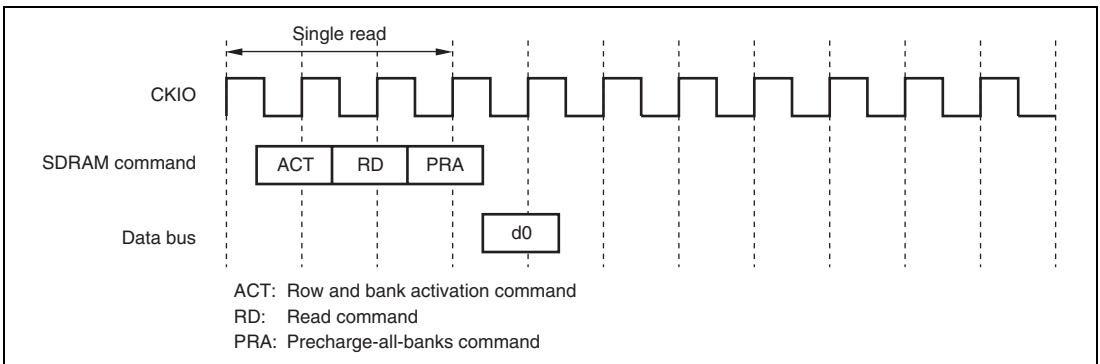 Single read
CKIO
SDRAM command ACT RD PRA
Data bus d0
ACT: Row and bank activation command
RD: Read command
PRA: Precharge-all-banks command